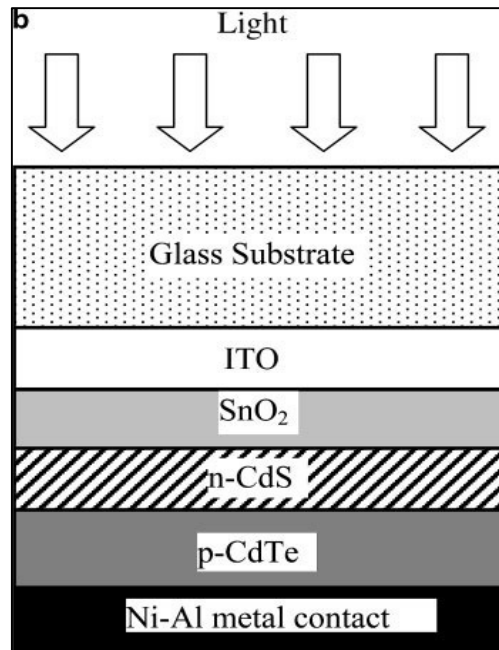 b
Light
Glass Substrate
ITO
SnO₂
n-CdS
p-CdTe
Ni-Al metal contact